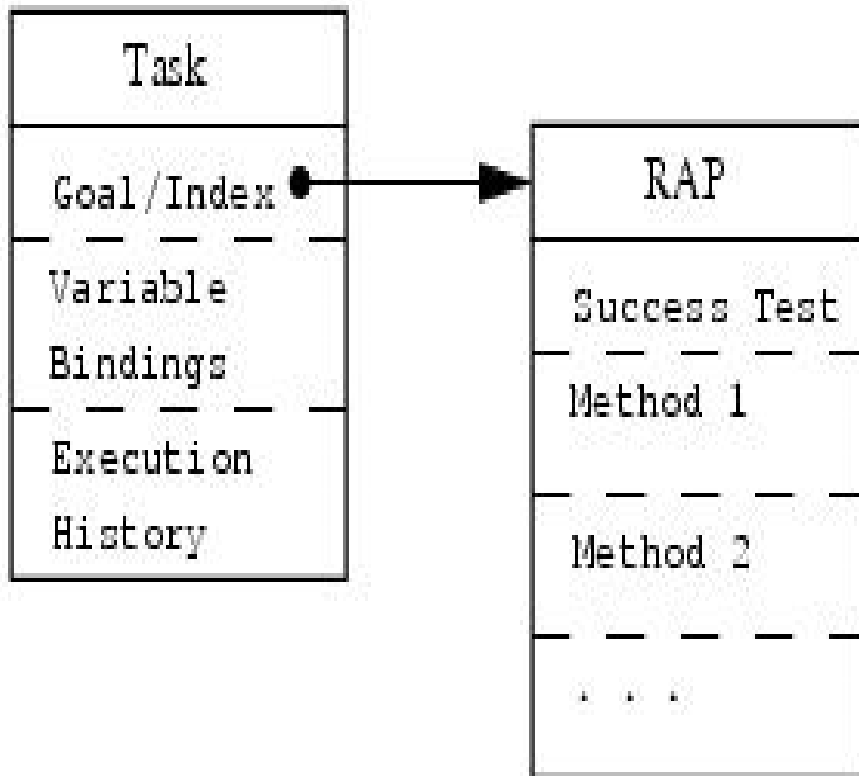 Task
Goal/Index
Variable
Bindings
Execution
History
RAP
Success Test
Method 1
Method 2
. . .